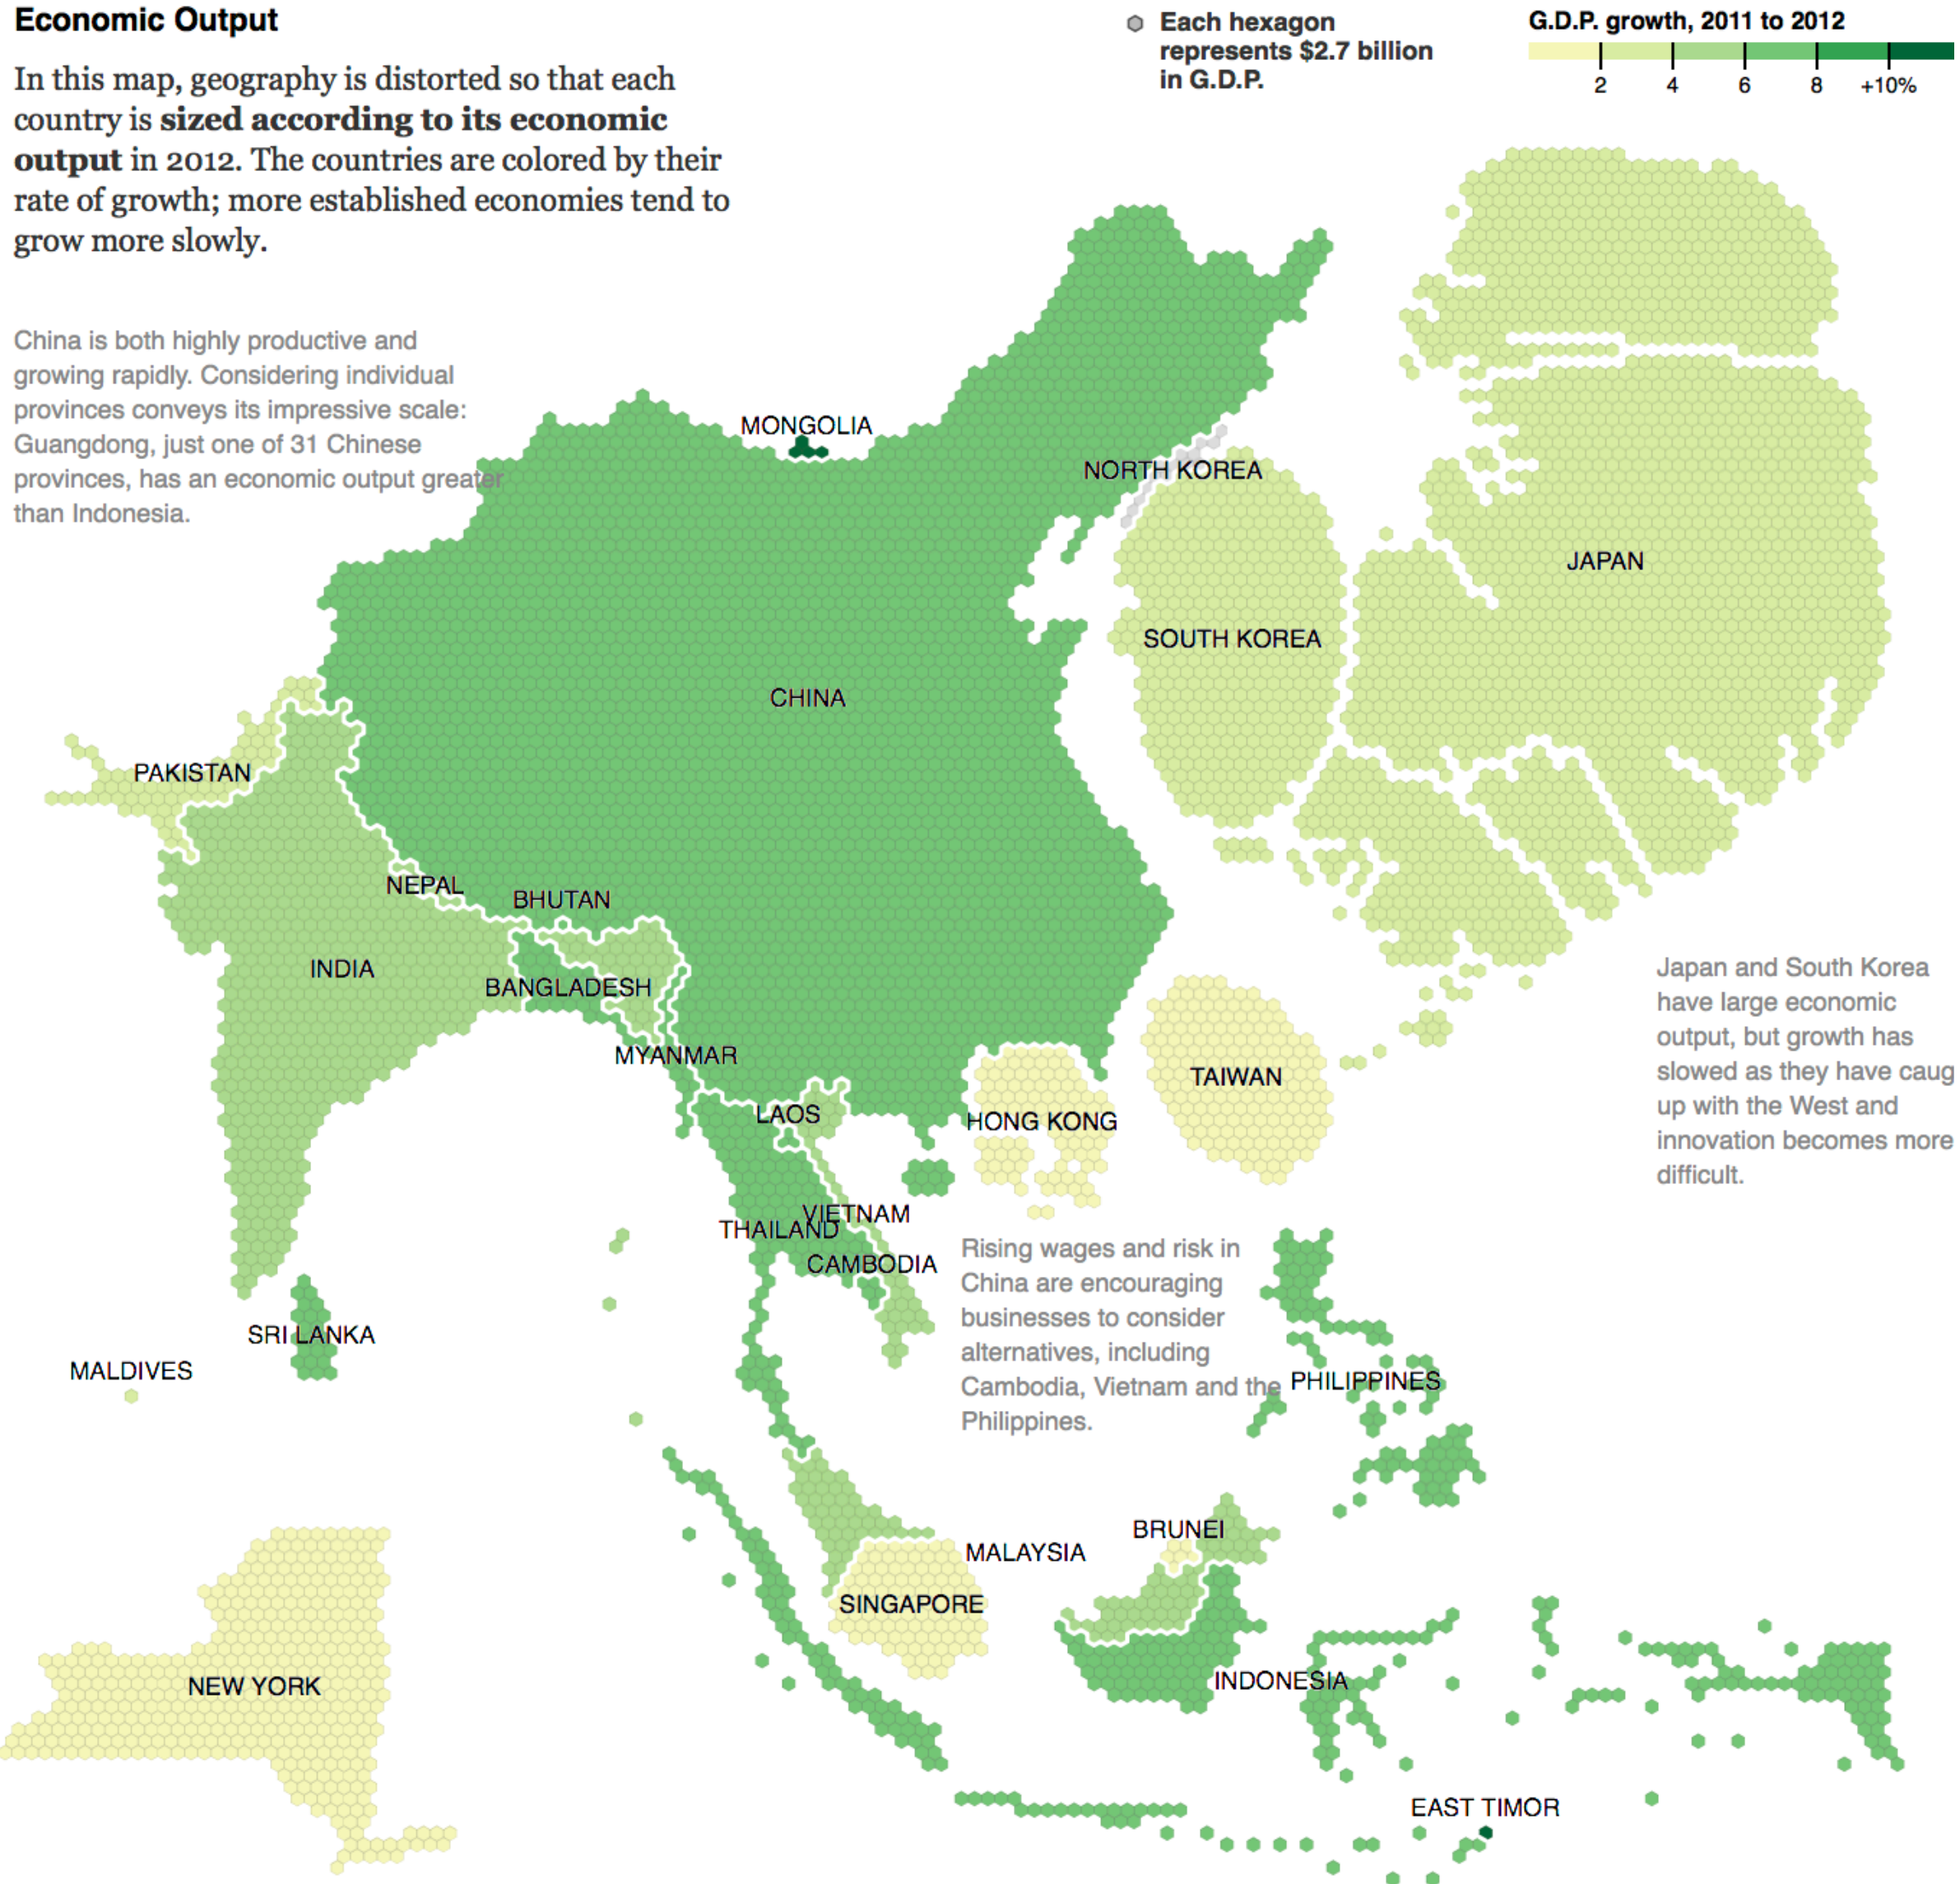 Economic Output
In this map, geography is distorted so that each
country is sized according to its economic
output in 2012. The countries are colored by their
rate of growth; more established economies tend to
grow more slowly.
Each hexagon
represents $2.7 billion
in G.D.P.
G.D.P. growth, 2011 to 2012
2 4 6 8 +10%
China is both highly productive and
growing rapidly. Considering individual
provinces conveys its impressive scale:
Guangdong, just one of 31 Chinese
provinces, has an economic output greater
than Indonesia.
MONGOLIA
NORTH KOREA
JAPAN
SOUTH KOREA
CHINA
PAKISTAN
NEPAL
BHUTAN
INDIA
BANGLADESH
Japan and South Korea
have large economic
output, but growth has
slowed as they have caug
up with the West and
innovation becomes more
difficult.
MYANMAR
TAIWAN
LAOS
HONG KONG
VIETNAM
THAILAND
CAMBODIA
Rising wages and risk in
China are encouraging
businesses to consider
alternatives, including
Cambodia, Vietnam and the
Philippines.
SRI LANKA
MALDIVES
PHILIPPINES
BRUNEI
MALAYSIA
SINGAPORE
NEW YORK
INDONESIA
EAST TIMOR